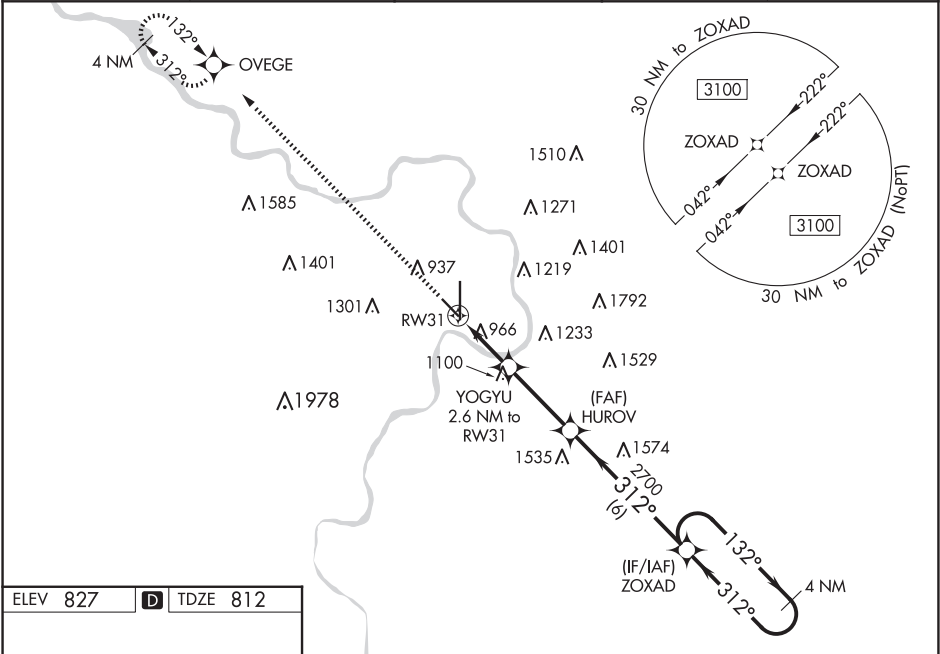 132°
4 NM
312°
OVEGE
30 NM to ZOXAD
3100
222°
222°
ZOXAD
ZOXAD
042°
042°
3100
30 NM to ZOXAD (NoPT)
1510
1585
1271
1401
1401
937
1219
1301
1792
RW31
966
1233
1100
1529
YOGYU
2.6 NM to
RW31
(FAF)
HUROV
1978
1535
1574
2700
312°
(6)
(IF/IAF)
ZOXAD
132°
312°
4 NM
ELEV 827 D TDZE 812